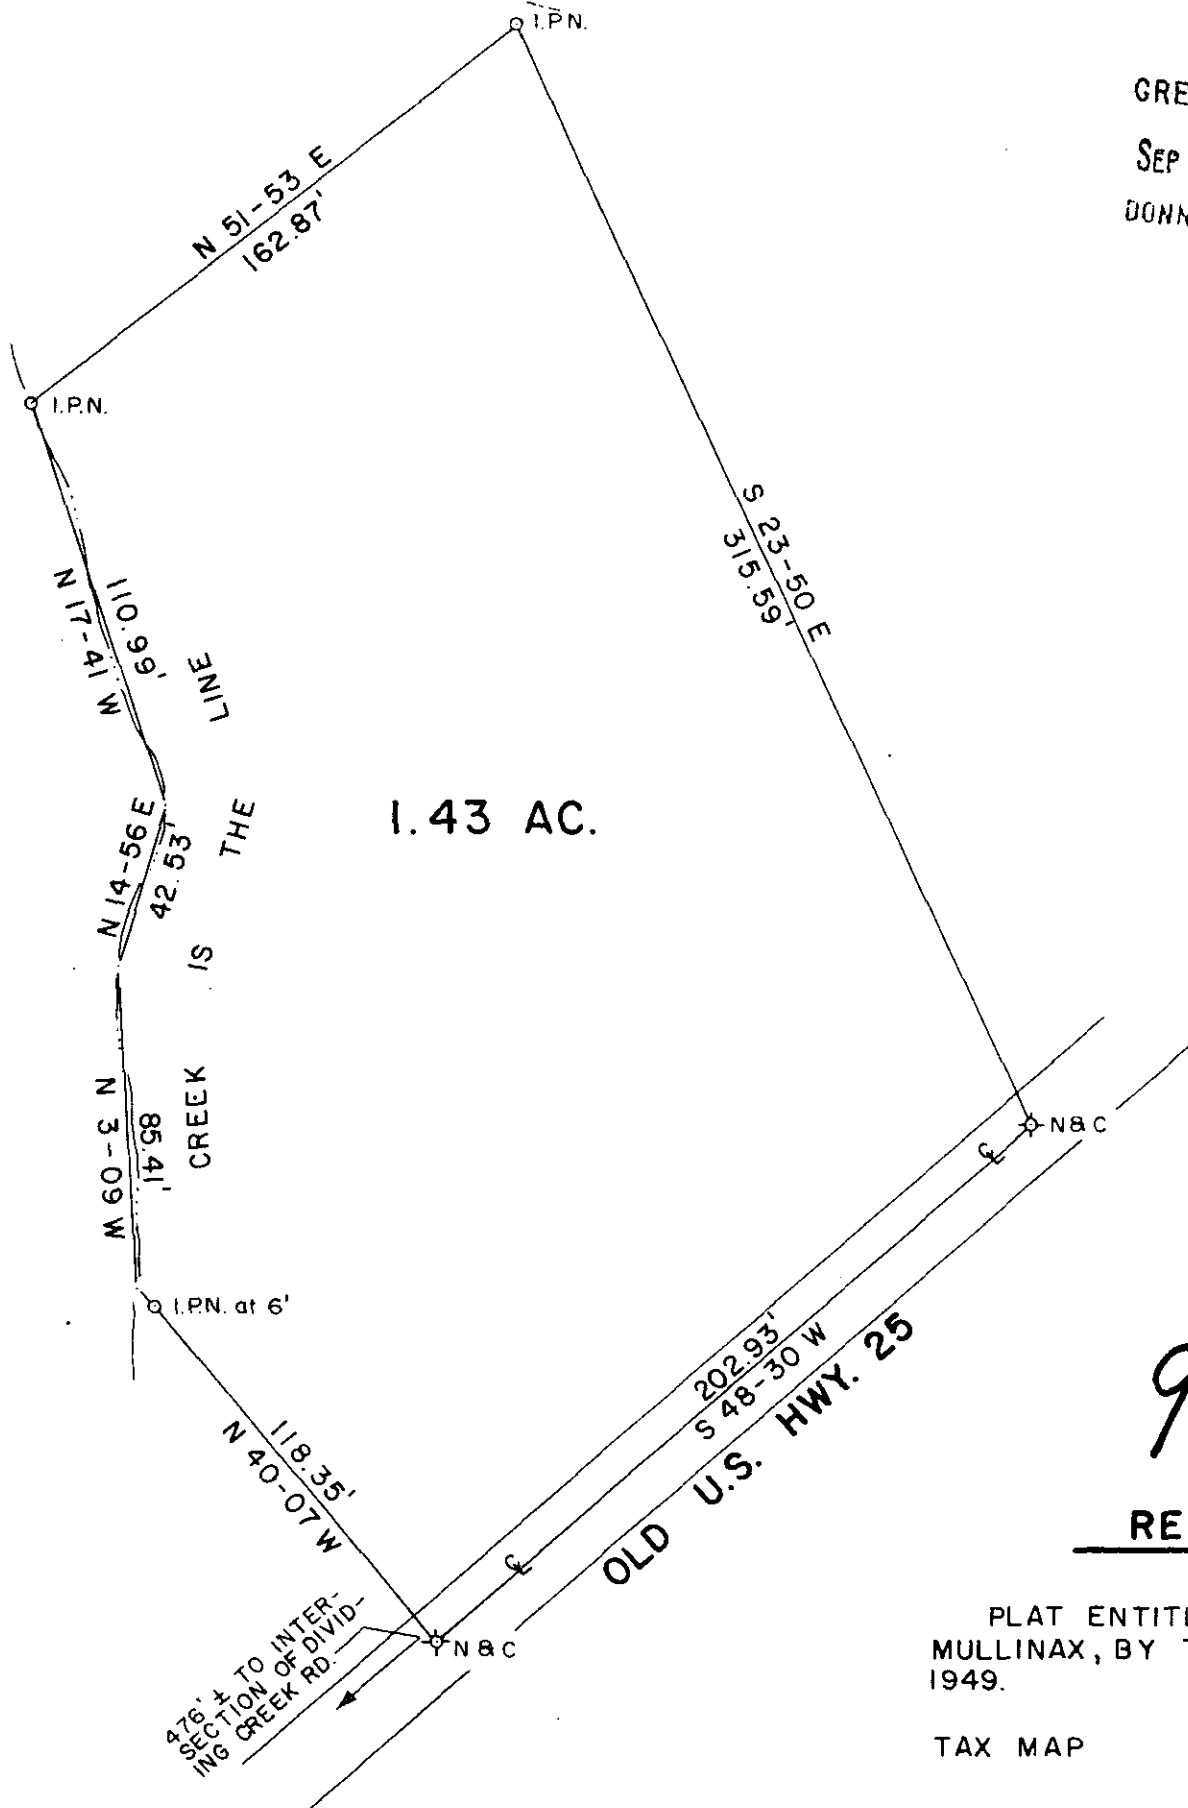 I.P.N.
GRE
SEP
DONN
N 51-53 E
162.87'
I.P.N.
S 23-50 E
315.59'
110.99'
N 17-41 W
N 14-56 E
42.53'
CREEK IS THE LINE
1.43 AC.
85.41'
N 3-09 W
N&C
℄
I.P.N. at 6'
202.93'
S 48-30 W
OLD U.S. HWY. 25
118.35'
N 40-07 W
℄
N&C
476' ± TO INTER-
SECTION OF DIVID-
ING CREEK RD.
RE
PLAT ENTITL
MULLINAX, BY T
1949.
TAX MAP